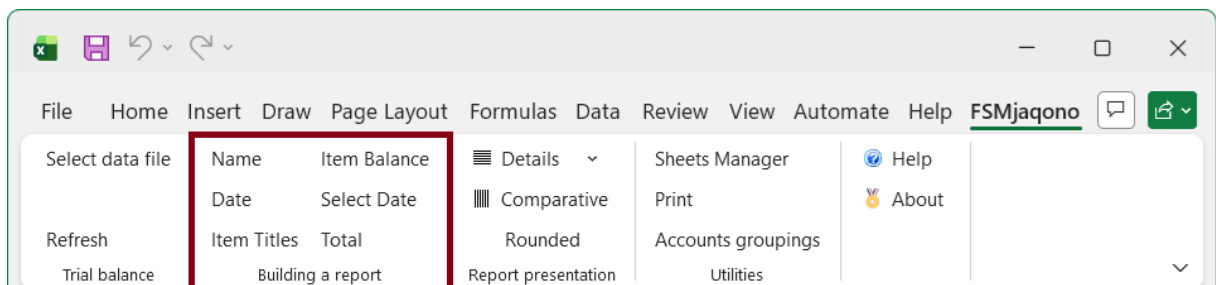 File Home Insert Draw Page Layout Formulas Data Review View Automate Help FSMjaqono
Select data file Name Item Balance Details Sheets Manager Help
Date Select Date Comparative Print About
Refresh Item Titles Total Rounded Accounts groupings
Trial balance Building a report Report presentation Utilities